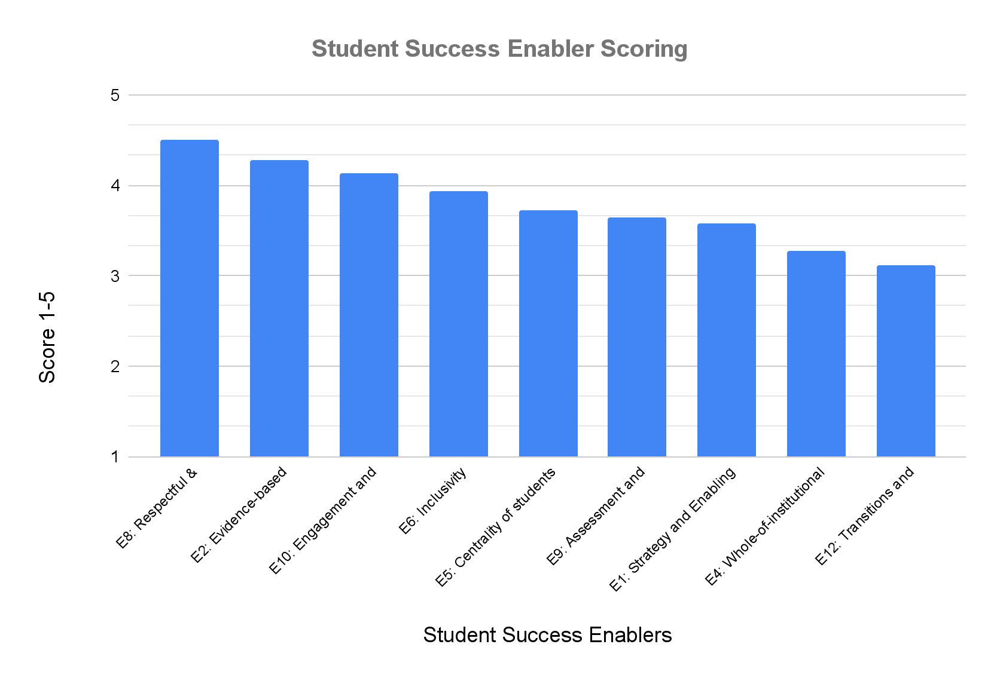 Student Success Enabler Scoring
5
4
3
2
1
Score 1-5
E8: Respectful &
E2: Evidence-based
E10: Engagement and
E6: Inclusivity
E5: Centrality of students
E9: Assessment and
E1: Strategy and Enabling
E4: Whole-of-institutional
E12: Transitions and
Student Success Enablers